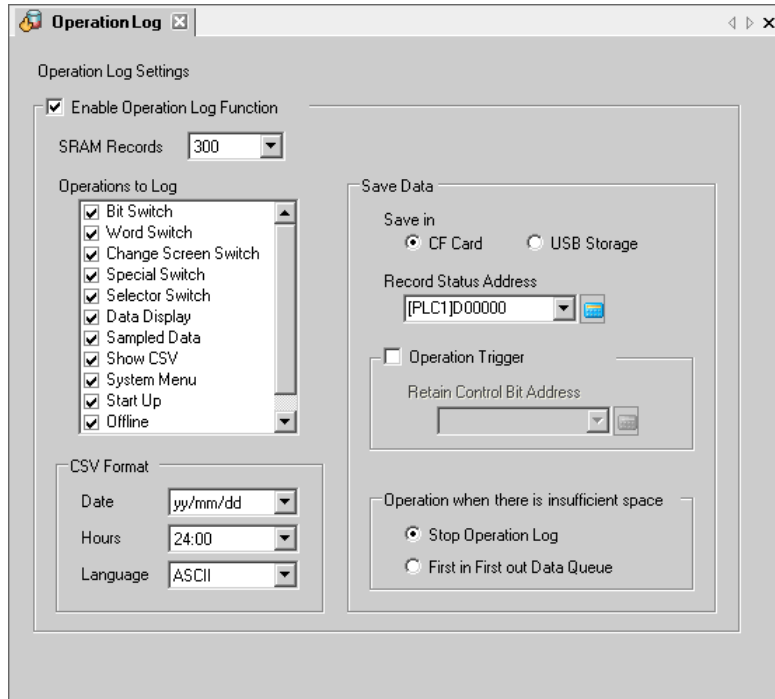 Operation Log
Operation Log Settings
Enable Operation Log Function
SRAM Records 300
Operations to Log
Bit Switch
Word Switch
Change Screen Switch
Special Switch
Selector Switch
Data Display
Sampled Data
Show CSV
System Menu
Start Up
Offline
CSV Format
Date yy/mm/dd
Hours 24:00
Language ASCII
Save Data
Save in
CF Card USB Storage
Record Status Address
[PLC1]D00000
Operation Trigger
Retain Control Bit Address
Operation when there is insufficient space
Stop Operation Log
First in First out Data Queue